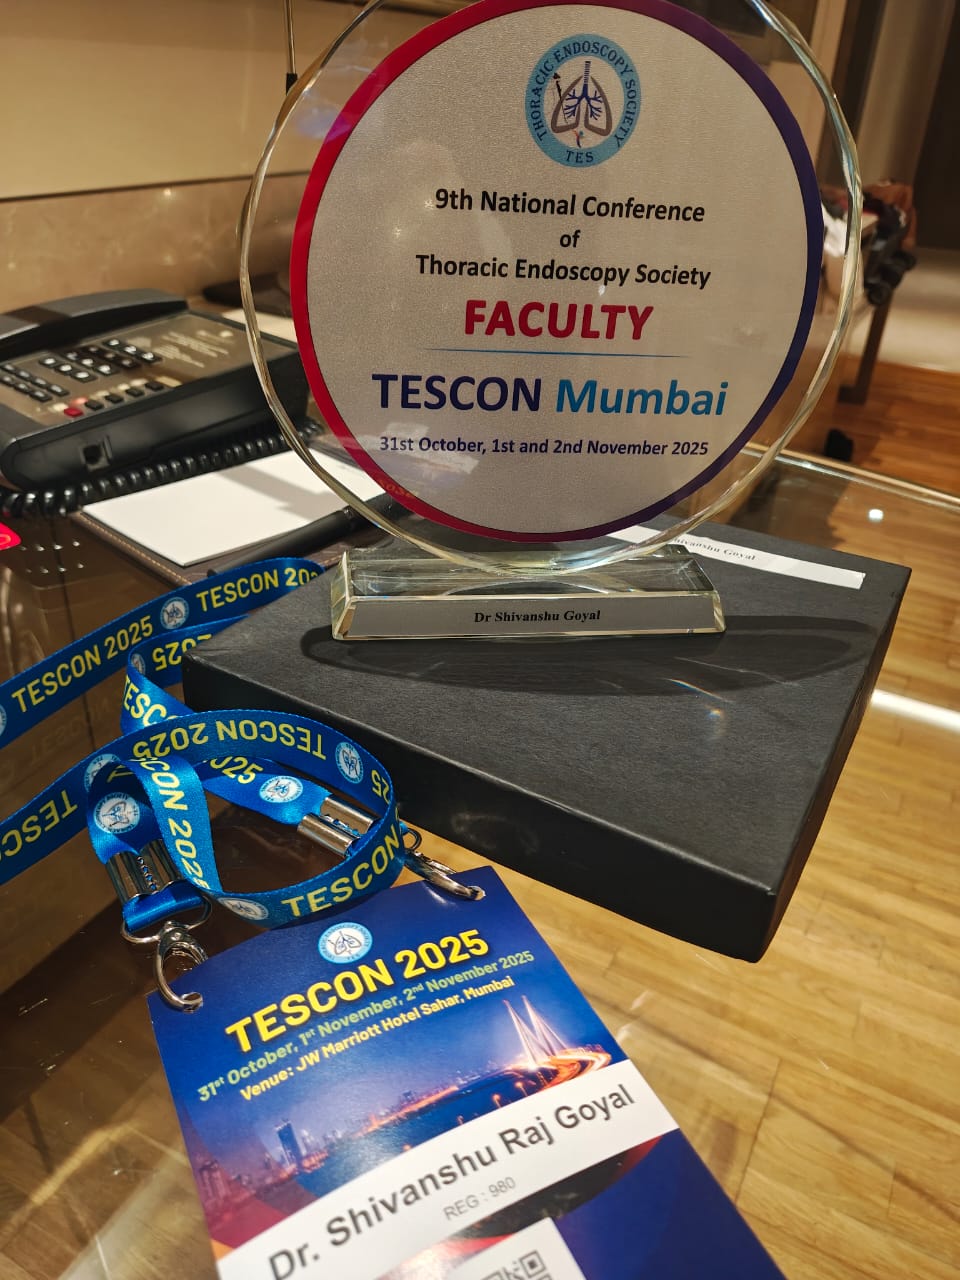 THORACIC ENDOSCOPY SOCIETY
TES
9th National Conference
of
Thoracic Endoscopy Society
FACULTY
TESCON Mumbai
31st October, 1st and 2nd November 2025
Dr Shivanshu Goyal
Shivanshu Goyal
TESCON 2025
TESCON 20
TESCON 2025
TESCON
TESCON 2025
31st October, 1st November, 2nd November 2025
Venue: JW Marriott Hotel Sahar, Mumbai
Dr. Shivanshu Raj Goyal
REG : 980